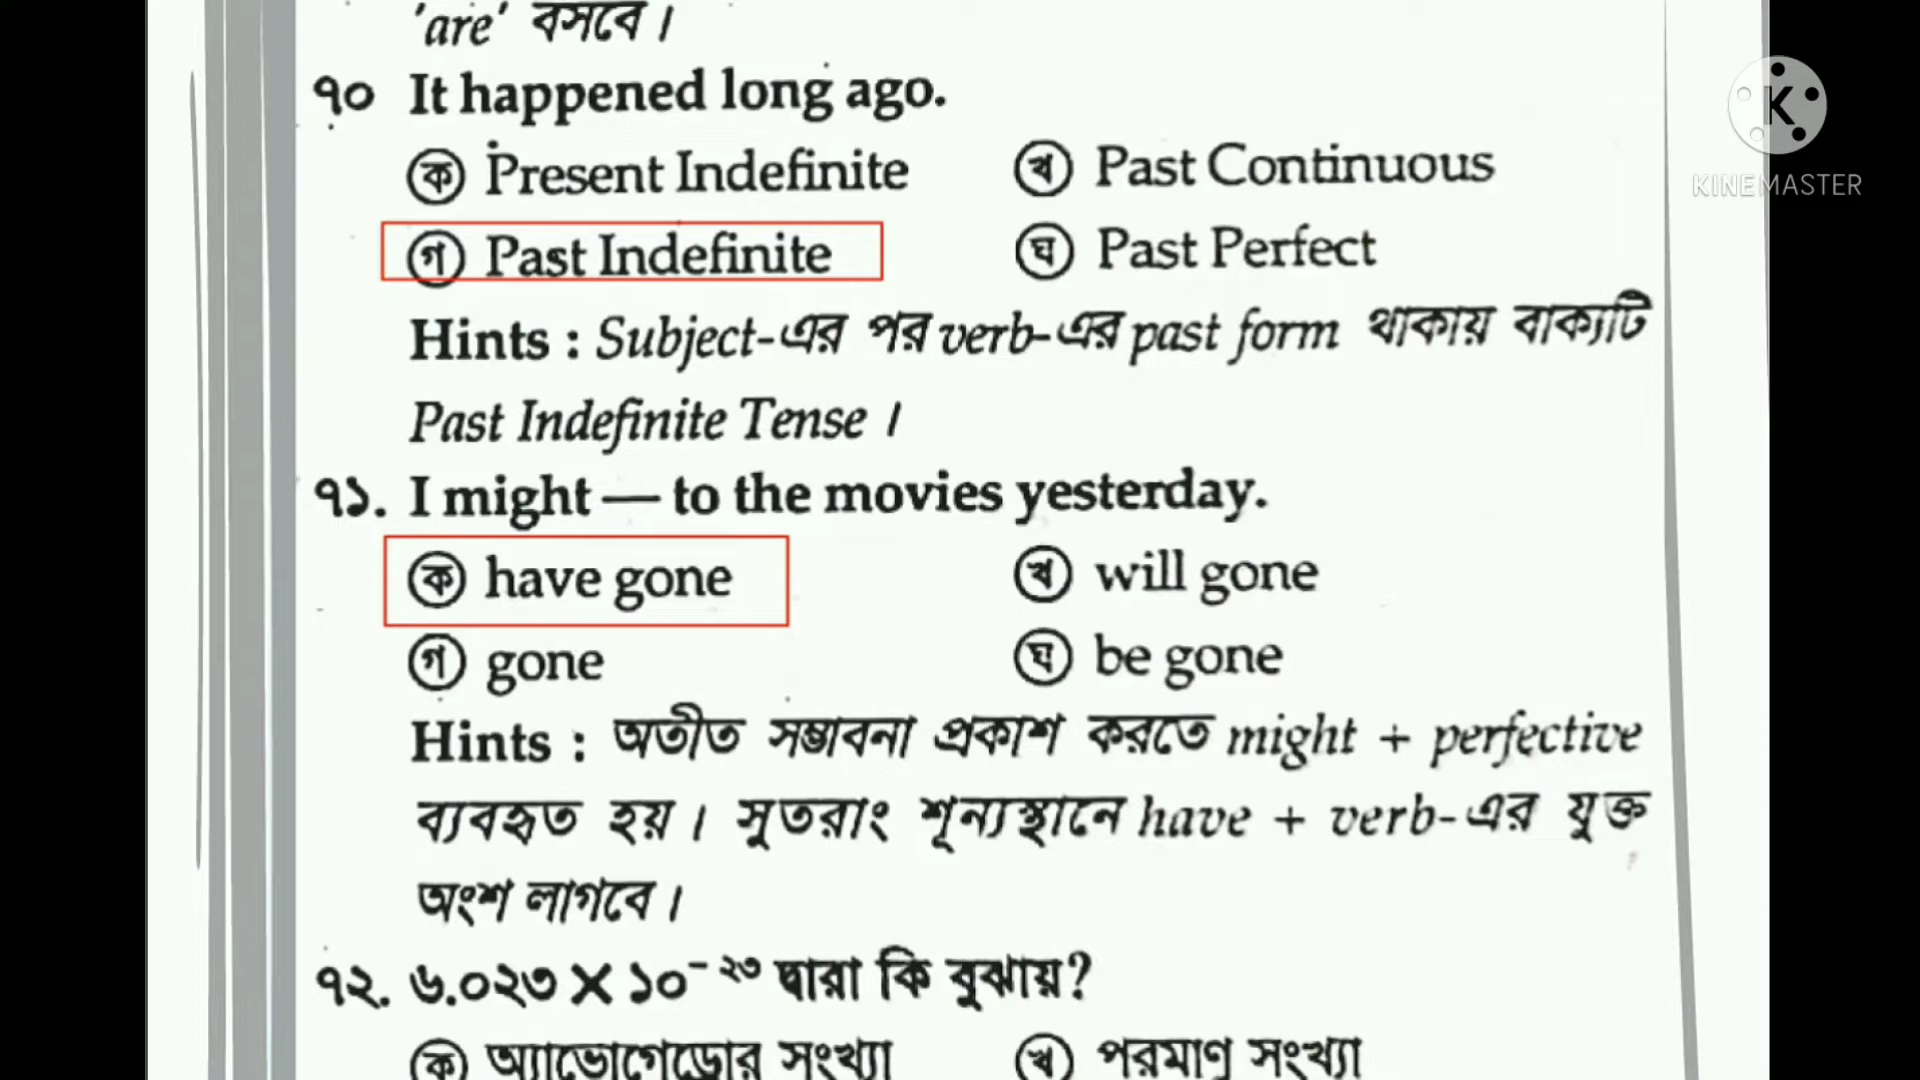 'are' বসবে।
৭০ It happened long ago.
ক Present Indefinite খ Past Continuous
গ Past Indefinite ঘ Past Perfect
Hints : Subject-এর পর verb-এর past form থাকায় বাক্যটি
Past Indefinite Tense ।
৭১. I might — to the movies yesterday.
ক have gone খ will gone
গ gone ঘ be gone
Hints : অতীত সম্ভাবনা প্রকাশ করতে might + perfective
ব্যবহৃত হয়। সুতরাং শূন্যস্থানে have + verb-এর যুক্ত
অংশ লাগবে।
৭২. ৬.০২৩ × ১০⁻²³ দ্বারা কি বুঝায়?
ক অ্যাভোগেড্রোর সংখ্যা খ পরমাণু সংখ্যা
K
KINEMASTER